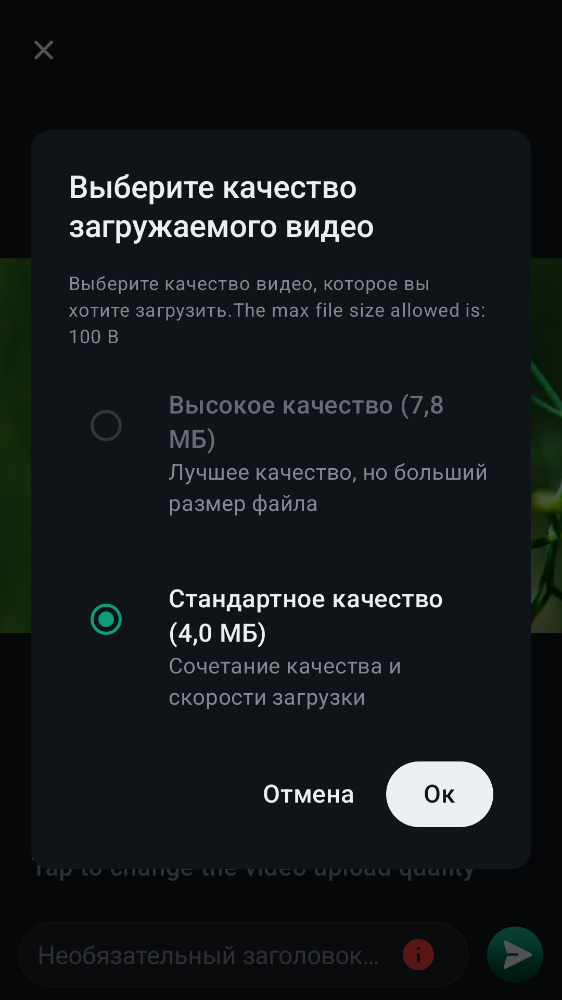 Выберите качество
загружаемого видео
Выберите качество видео, которое вы
хотите загрузить.The max file size allowed is:
100 B
Высокое качество (7,8
МБ)
Лучшее качество, но больший
размер файла
Стандартное качество
(4,0 МБ)
Сочетание качества и
скорости загрузки
Отмена
Ок
Tap to change the video upload quality
Необязательный заголовок...